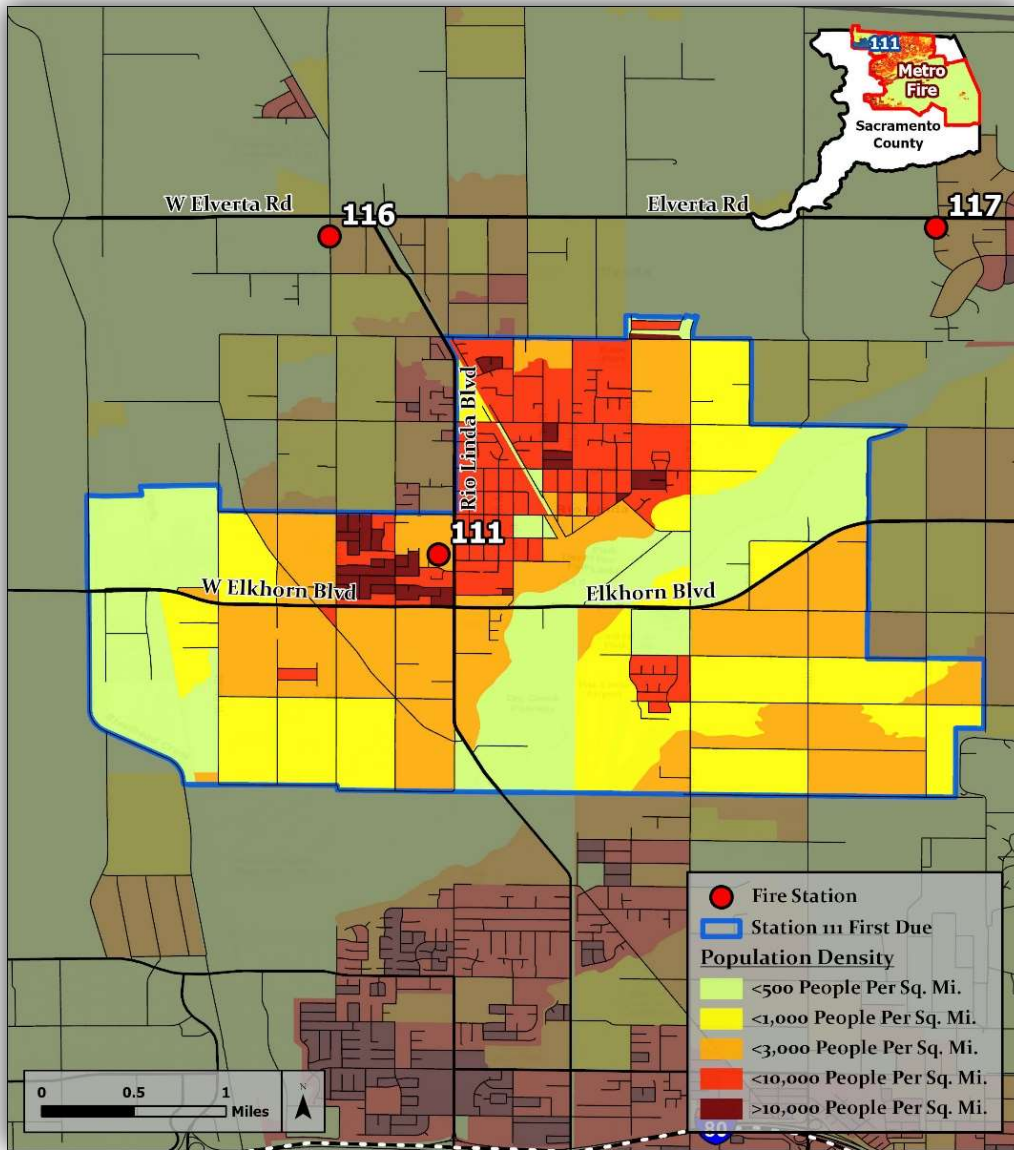 111
Metro
Fire
Sacramento
County
W Elverta Rd
Elverta Rd
116
117
Rio Linda Blvd
111
W Elkhorn Blvd
Elkhorn Blvd
Fire Station
Station 111 First Due
Population Density
<500 People Per Sq. Mi.
<1,000 People Per Sq. Mi.
<3,000 People Per Sq. Mi.
<10,000 People Per Sq. Mi.
>10,000 People Per Sq. Mi.
0 0.5 1
Miles
N
80